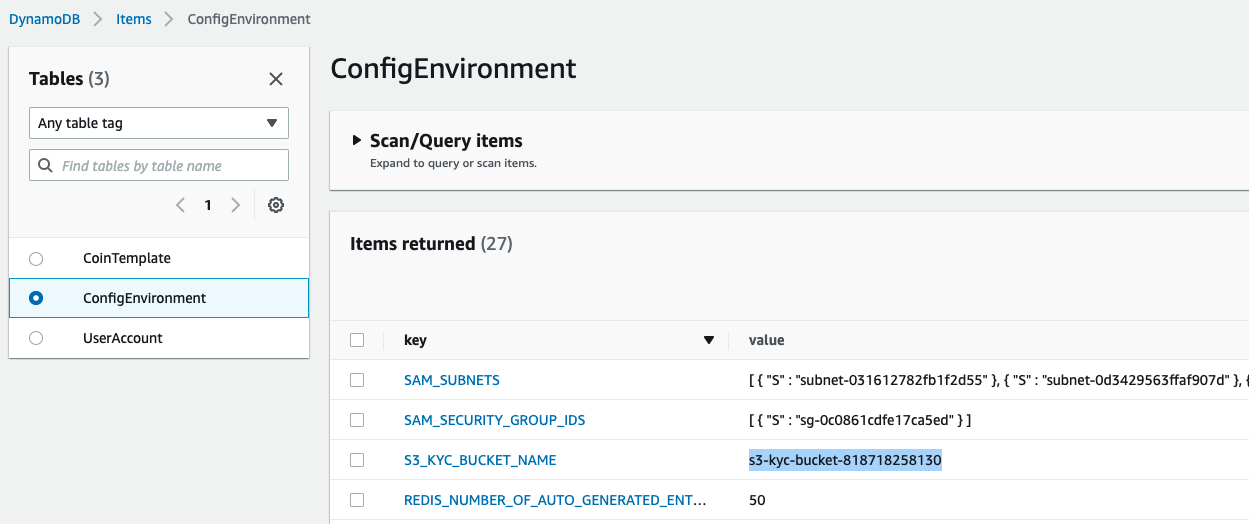 DynamoDB > Items > ConfigEnvironment
Tables (3)
Any table tag
Find tables by table name
1
CoinTemplate
ConfigEnvironment
UserAccount
ConfigEnvironment
Scan/Query items
Expand to query or scan items.
Items returned (27)
key value
SAM_SUBNETS [ { "S" : "subnet-031612782fb1f2d55" }, { "S" : "subnet-0d3429563ffaf907d" }, {
SAM_SECURITY_GROUP_IDS [ { "S" : "sg-0c0861cdfe17ca5ed" } ]
S3_KYC_BUCKET_NAME s3-kyc-bucket-818718258130
REDIS_NUMBER_OF_AUTO_GENERATED_ENT... 50